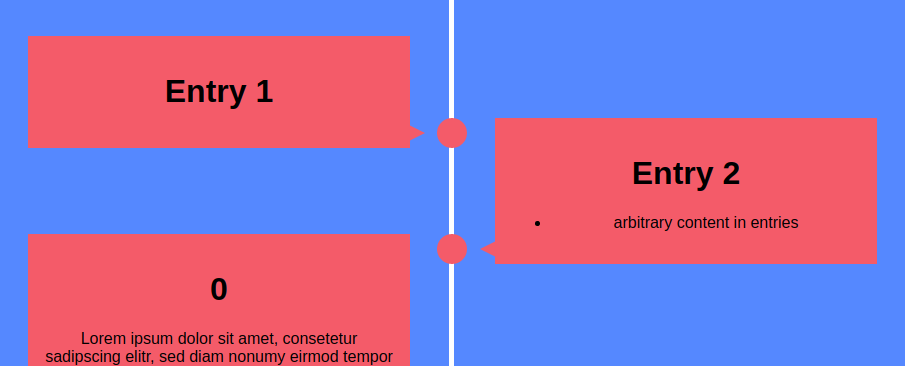 Entry 1
Entry 2
• arbitrary content in entries
0
Lorem ipsum dolor sit amet, consetetur
sadipscing elitr, sed diam nonumy eirmod tempor